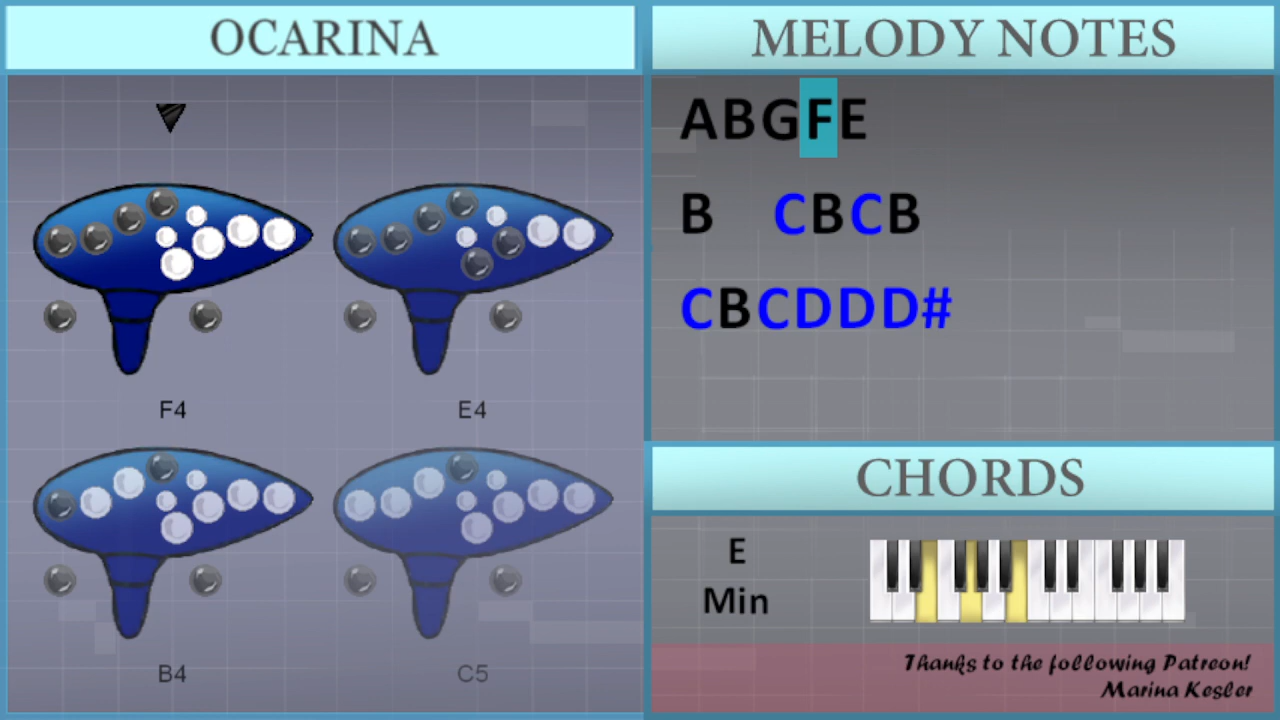 OCARINA
F4
E4
B4
C5
MELODY NOTES
ABGFE
B CBCB
CBCDDD#
CHORDS
E
Min
Thanks to the following Patreon!
Marina Kesler